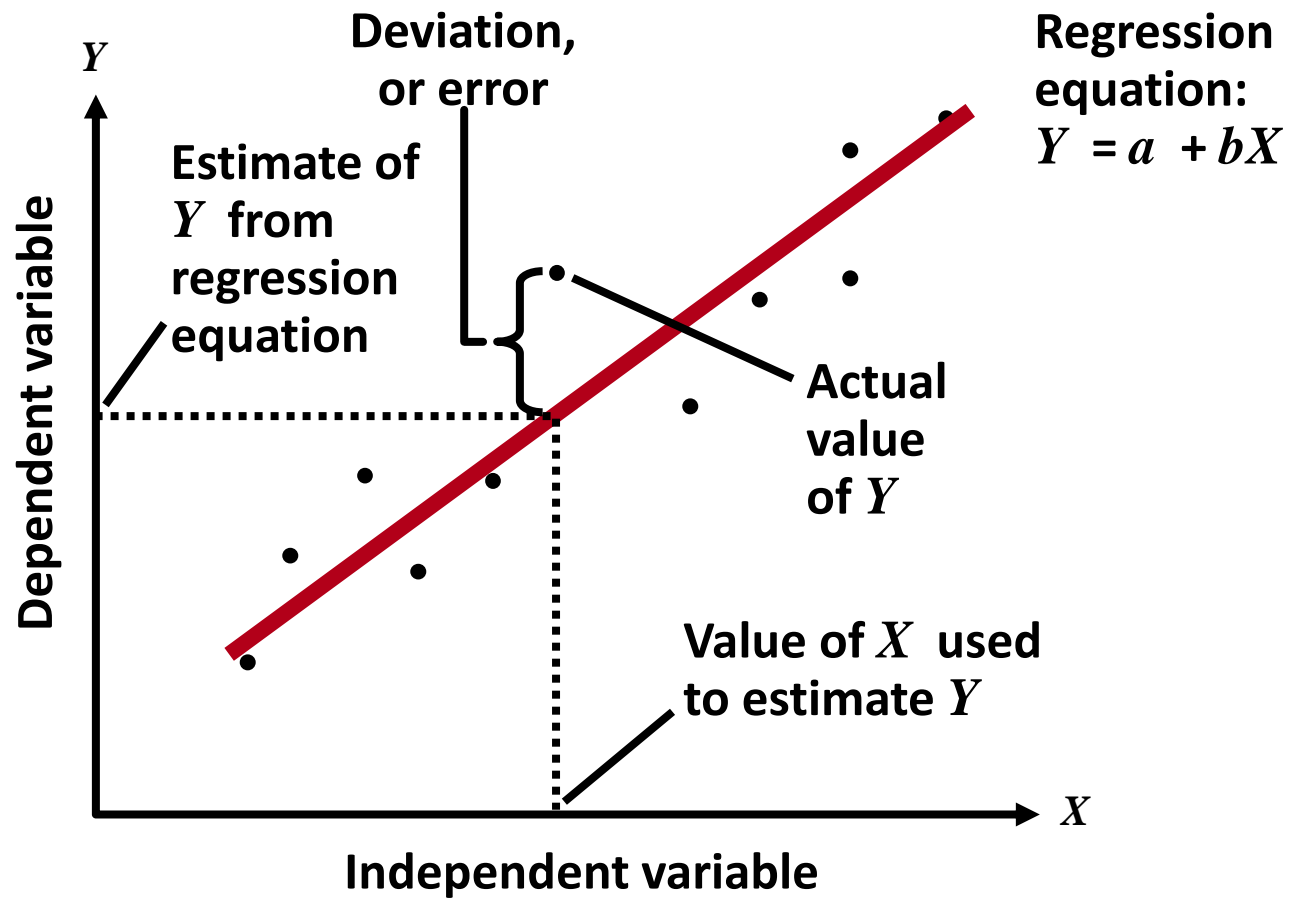 Deviation,
or error
Regression
equation:
Y = a + bX
Y
Estimate of
Y from
regression
equation
Dependent variable
Actual
value
of Y
Value of X used
to estimate Y
X
Independent variable